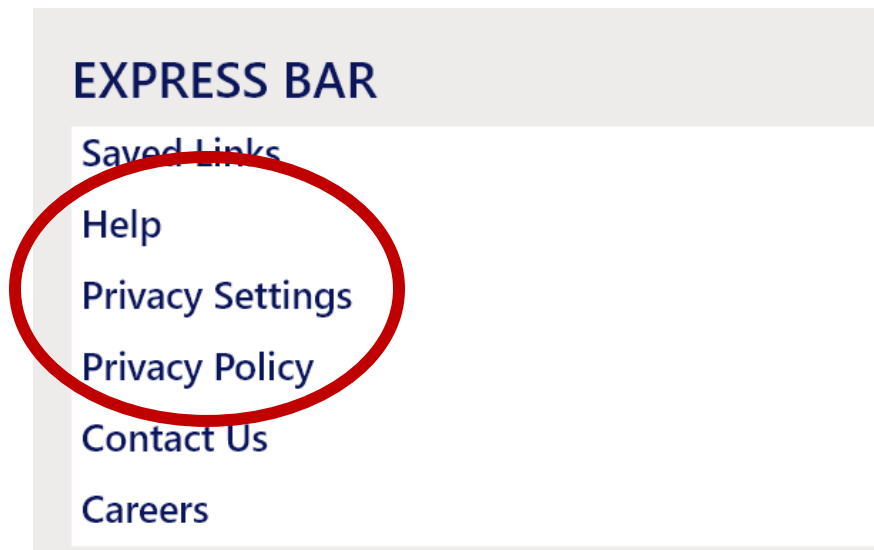 EXPRESS BAR
Saved Links
Help
Privacy Settings
Privacy Policy
Contact Us
Careers